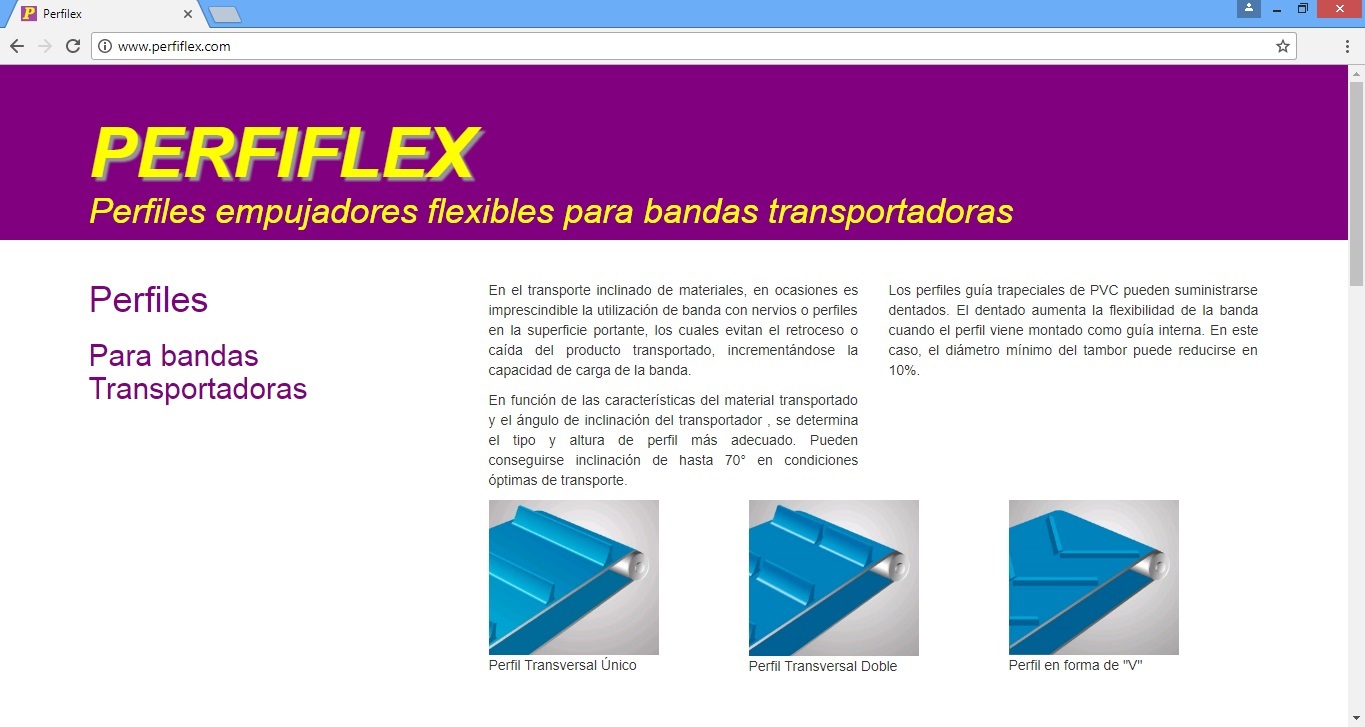 Perfilex
www.perfiflex.com
PERFIFLEX
Perfiles empujadores flexibles para bandas transportadoras
Perfiles
Para bandas
Transportadoras
En el transporte inclinado de materiales, en ocasiones es
imprescindible la utilización de banda con nervios o perfiles
en la superficie portante, los cuales evitan el retroceso o
caída del producto transportado, incrementándose la
capacidad de carga de la banda.
En función de las características del material transportado
y el ángulo de inclinación del transportador , se determina
el tipo y altura de perfil más adecuado. Pueden
conseguirse inclinación de hasta 70° en condiciones
óptimas de transporte.
Los perfiles guía trapeciales de PVC pueden suministrarse
dentados. El dentado aumenta la flexibilidad de la banda
cuando el perfil viene montado como guía interna. En este
caso, el diámetro mínimo del tambor puede reducirse en
10%.
Perfil Transversal Único
Perfil Transversal Doble
Perfil en forma de "V"